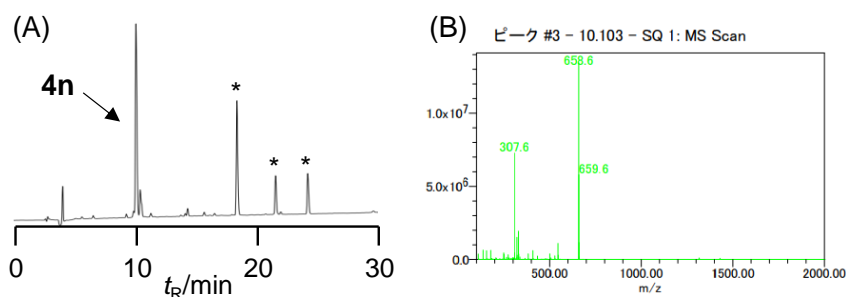 (A)
4n
*
*
*
0
10
20
30
tR/min
(B)
ピーク #3 - 10.103 - SQ 1: MS Scan
658.6
1.0x10⁷
307.6
659.6
5.0x10⁶
0.0
500.00
1000.00
1500.00
2000.00
m/z